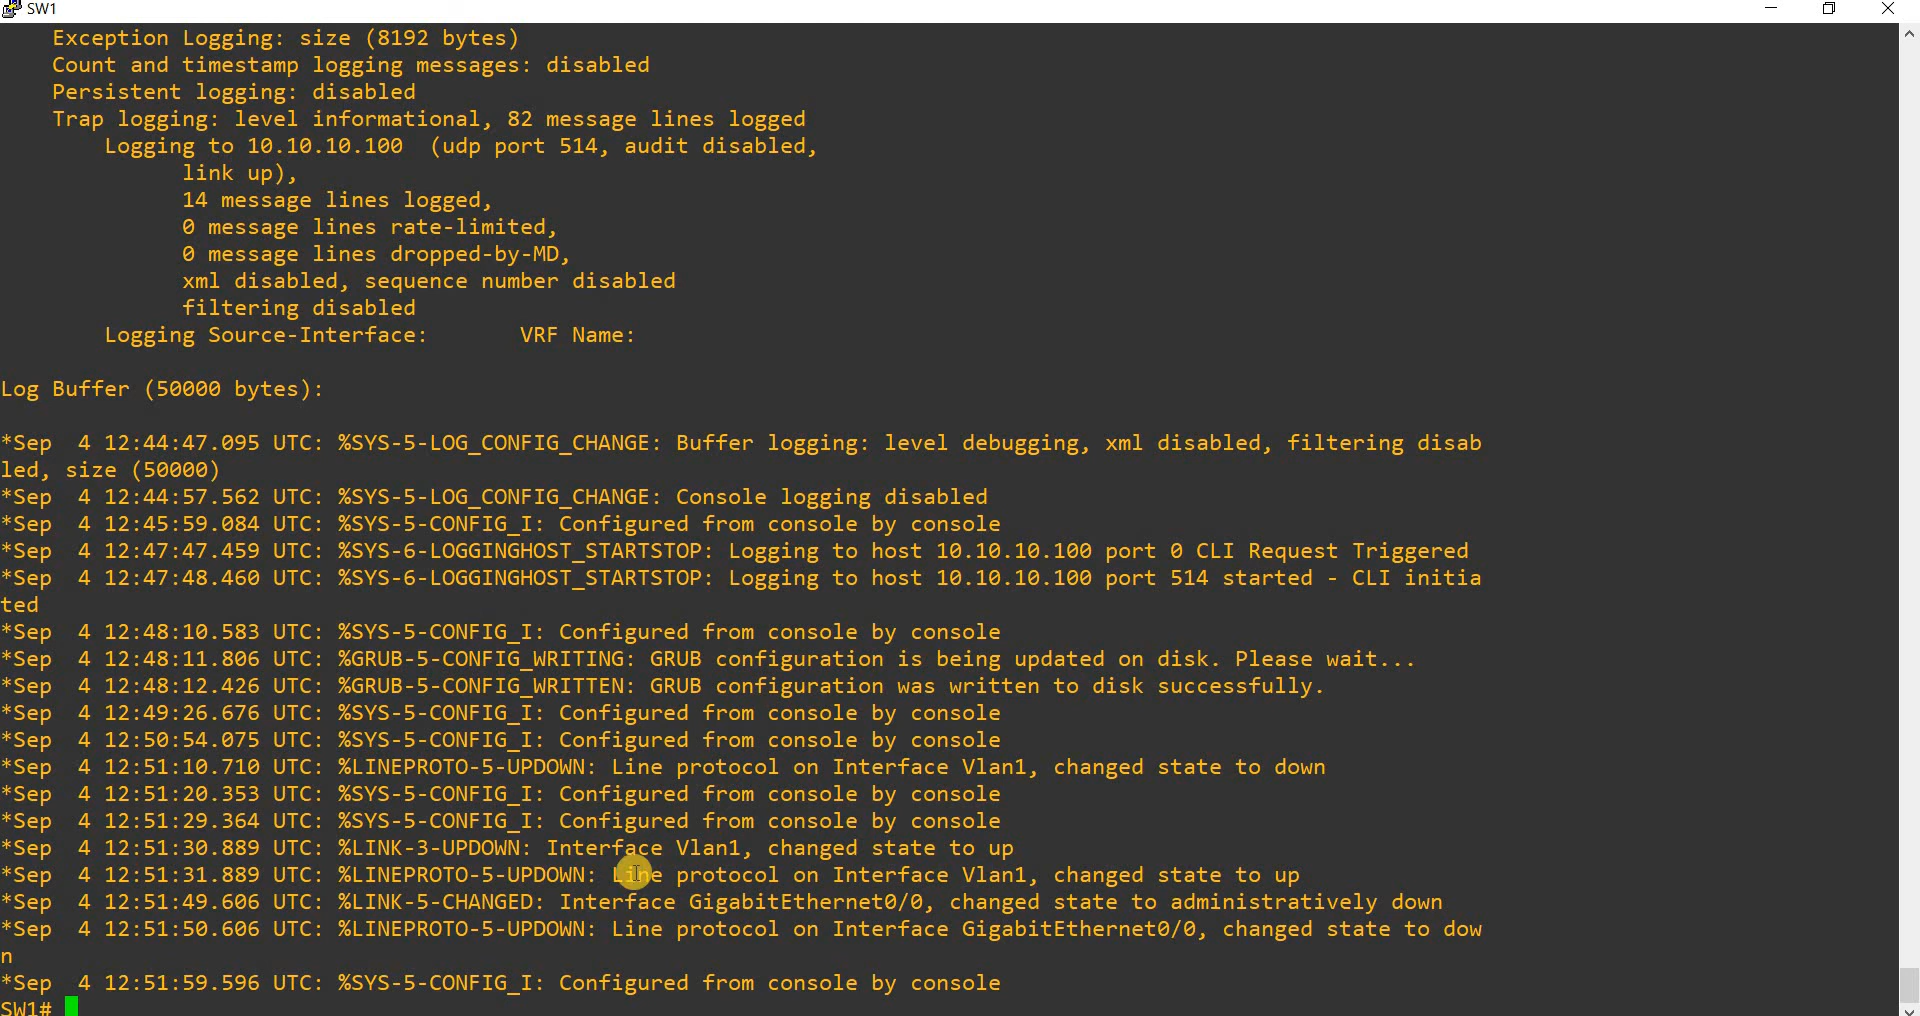 SW1
Exception Logging: size (8192 bytes)
Count and timestamp logging messages: disabled
Persistent logging: disabled
Trap logging: level informational, 82 message lines logged
Logging to 10.10.10.100  (udp port 514, audit disabled,
link up),
14 message lines logged,
0 message lines rate-limited,
0 message lines dropped-by-MD,
xml disabled, sequence number disabled
filtering disabled
Logging Source-Interface:       VRF Name:
Log Buffer (50000 bytes):
*Sep  4 12:44:47.095 UTC: %SYS-5-LOG_CONFIG_CHANGE: Buffer logging: level debugging, xml disabled, filtering disab
led, size (50000)
*Sep  4 12:44:57.562 UTC: %SYS-5-LOG_CONFIG_CHANGE: Console logging disabled
*Sep  4 12:45:59.084 UTC: %SYS-5-CONFIG_I: Configured from console by console
*Sep  4 12:47:47.459 UTC: %SYS-6-LOGGINGHOST_STARTSTOP: Logging to host 10.10.10.100 port 0 CLI Request Triggered
*Sep  4 12:47:48.460 UTC: %SYS-6-LOGGINGHOST_STARTSTOP: Logging to host 10.10.10.100 port 514 started - CLI initia
ted
*Sep  4 12:48:10.583 UTC: %SYS-5-CONFIG_I: Configured from console by console
*Sep  4 12:48:11.806 UTC: %GRUB-5-CONFIG_WRITING: GRUB configuration is being updated on disk. Please wait...
*Sep  4 12:48:12.426 UTC: %GRUB-5-CONFIG_WRITTEN: GRUB configuration was written to disk successfully.
*Sep  4 12:49:26.676 UTC: %SYS-5-CONFIG_I: Configured from console by console
*Sep  4 12:50:54.075 UTC: %SYS-5-CONFIG_I: Configured from console by console
*Sep  4 12:51:10.710 UTC: %LINEPROTO-5-UPDOWN: Line protocol on Interface Vlan1, changed state to down
*Sep  4 12:51:20.353 UTC: %SYS-5-CONFIG_I: Configured from console by console
*Sep  4 12:51:29.364 UTC: %SYS-5-CONFIG_I: Configured from console by console
*Sep  4 12:51:30.889 UTC: %LINK-3-UPDOWN: Interface Vlan1, changed state to up
*Sep  4 12:51:31.889 UTC: %LINEPROTO-5-UPDOWN: Line protocol on Interface Vlan1, changed state to up
*Sep  4 12:51:49.606 UTC: %LINK-5-CHANGED: Interface GigabitEthernet0/0, changed state to administratively down
*Sep  4 12:51:50.606 UTC: %LINEPROTO-5-UPDOWN: Line protocol on Interface GigabitEthernet0/0, changed state to dow
n
*Sep  4 12:51:59.596 UTC: %SYS-5-CONFIG_I: Configured from console by console
SW1#